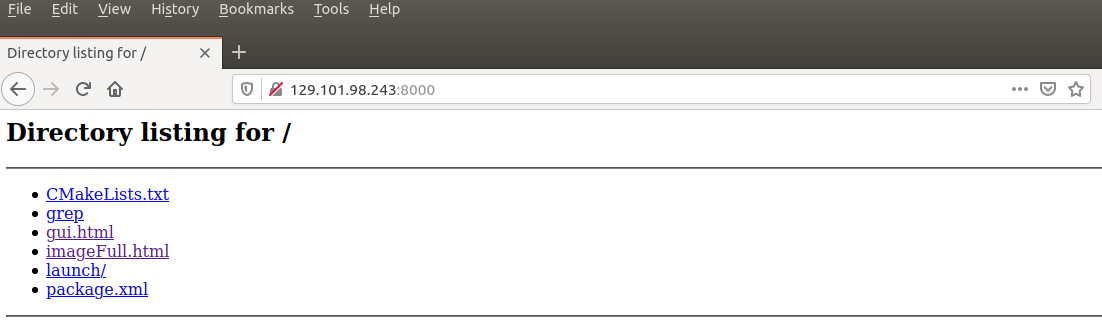 File Edit View History Bookmarks Tools Help
Directory listing for /
129.101.98.243:8000
Directory listing for /
CMakeLists.txt
grep
gui.html
imageFull.html
launch/
package.xml